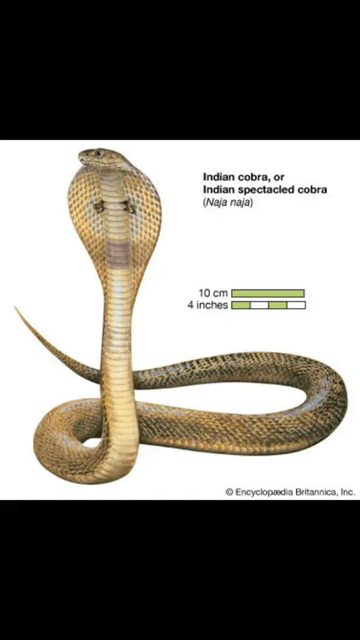 Indian cobra, or
Indian spectacled cobra
(Naja naja)
10 cm
4 inches
© Encyclopædia Britannica, Inc.